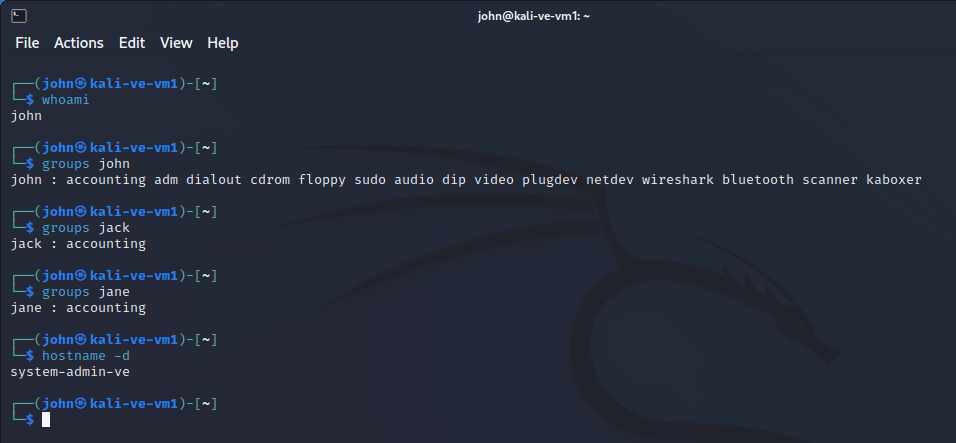 john@kali-ve-vm1: ~
File Actions Edit View Help
┌──(john㉿kali-ve-vm1)-[~]
└─$ whoami
john
┌──(john㉿kali-ve-vm1)-[~]
└─$ groups john
john : accounting adm dialout cdrom floppy sudo audio dip video plugdev netdev wireshark bluetooth scanner kaboxer
┌──(john㉿kali-ve-vm1)-[~]
└─$ groups jack
jack : accounting
┌──(john㉿kali-ve-vm1)-[~]
└─$ groups jane
jane : accounting
┌──(john㉿kali-ve-vm1)-[~]
└─$ hostname -d
system-admin-ve
┌──(john㉿kali-ve-vm1)-[~]
└─$